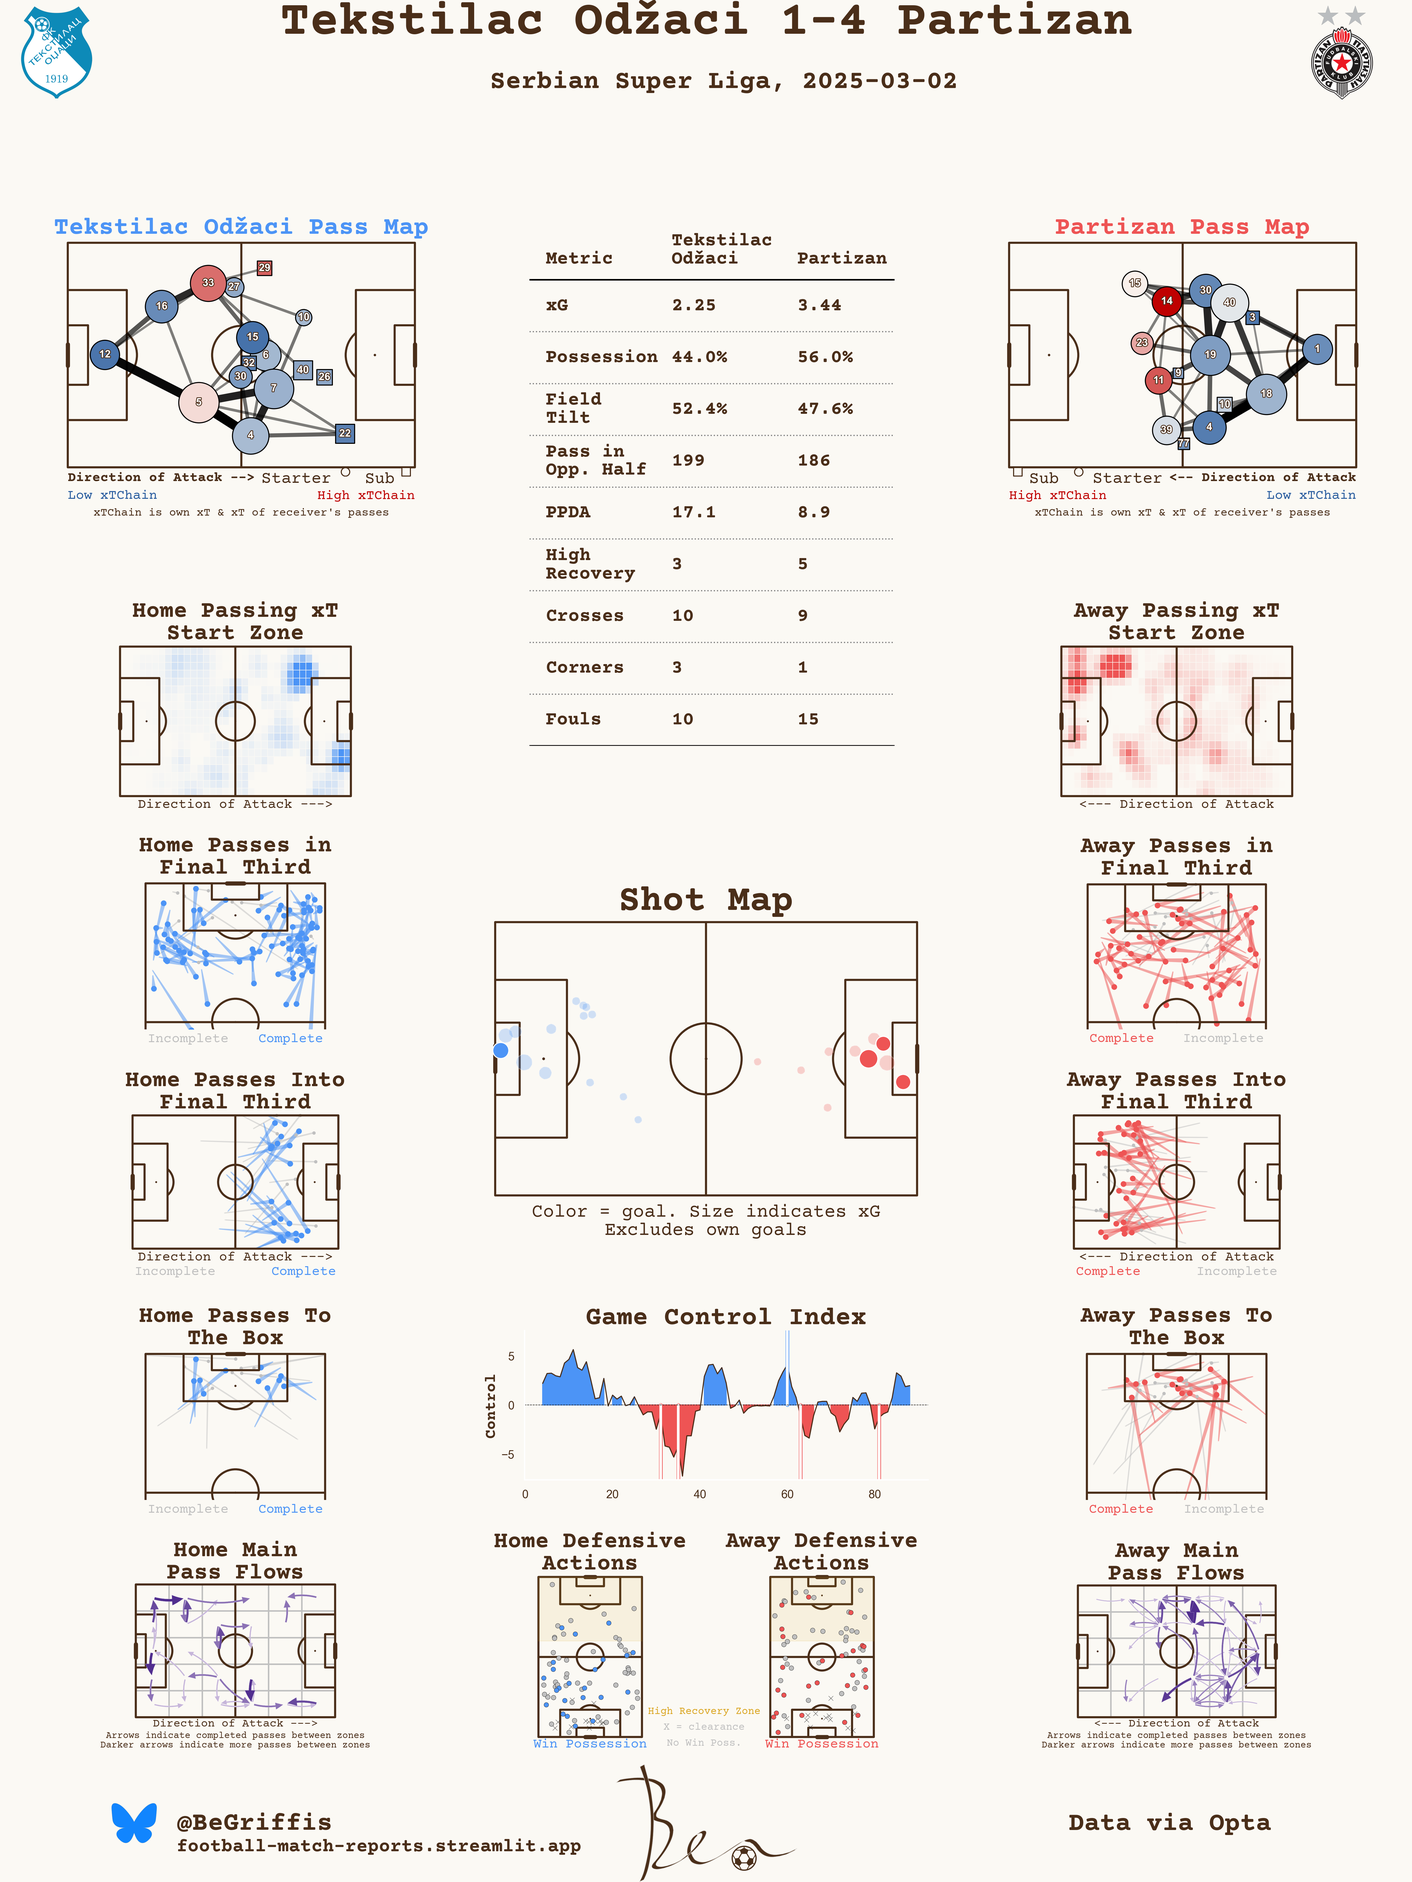 Tekstilac Odžaci 1-4 Partizan
Serbian Super Liga, 2025-03-02
ФК
ТЕКСТИЛАЦ
ОЏАЦИ
1919
PARTIZAN ПАРТИЗАН
FUDBALSKI
KLUB
Tekstilac Odžaci Pass Map
33
29
27
16
10
15
12
6
32
40
30
26
7
5
4
22
Direction of Attack --> Starter Sub
Low xTChain High xTChain
xTChain is own xT & xT of receiver's passes
Metric Tekstilac Odžaci Partizan
xG 2.25 3.44
Possession 44.0% 56.0%
Field Tilt 52.4% 47.6%
Pass in Opp. Half 199 186
PPDA 17.1 8.9
High Recovery 3 5
Crosses 10 9
Corners 3 1
Fouls 10 15
Partizan Pass Map
15
30
14
40
3
23
19
1
9
11
18
10
39
4
77
Sub Starter <-- Direction of Attack
High xTChain Low xTChain
xTChain is own xT & xT of receiver's passes
Home Passing xT
Start Zone
Direction of Attack --->
Away Passing xT
Start Zone
<--- Direction of Attack
Home Passes in
Final Third
Incomplete Complete
Away Passes in
Final Third
Complete Incomplete
Shot Map
Color = goal. Size indicates xG
Excludes own goals
Home Passes Into
Final Third
Direction of Attack --->
Incomplete Complete
Away Passes Into
Final Third
<--- Direction of Attack
Complete Incomplete
Home Passes To
The Box
Incomplete Complete
Game Control Index
Control
5
0
−5
0 20 40 60 80
Away Passes To
The Box
Complete Incomplete
Home Main
Pass Flows
Direction of Attack --->
Arrows indicate completed passes between zones
Darker arrows indicate more passes between zones
Home Defensive
Actions
Win Possession
High Recovery Zone
X = clearance
No Win Poss.
Away Defensive
Actions
Win Possession
Away Main
Pass Flows
<--- Direction of Attack
Arrows indicate completed passes between zones
Darker arrows indicate more passes between zones
@BeGriffis
football-match-reports.streamlit.app
Ben
Data via Opta